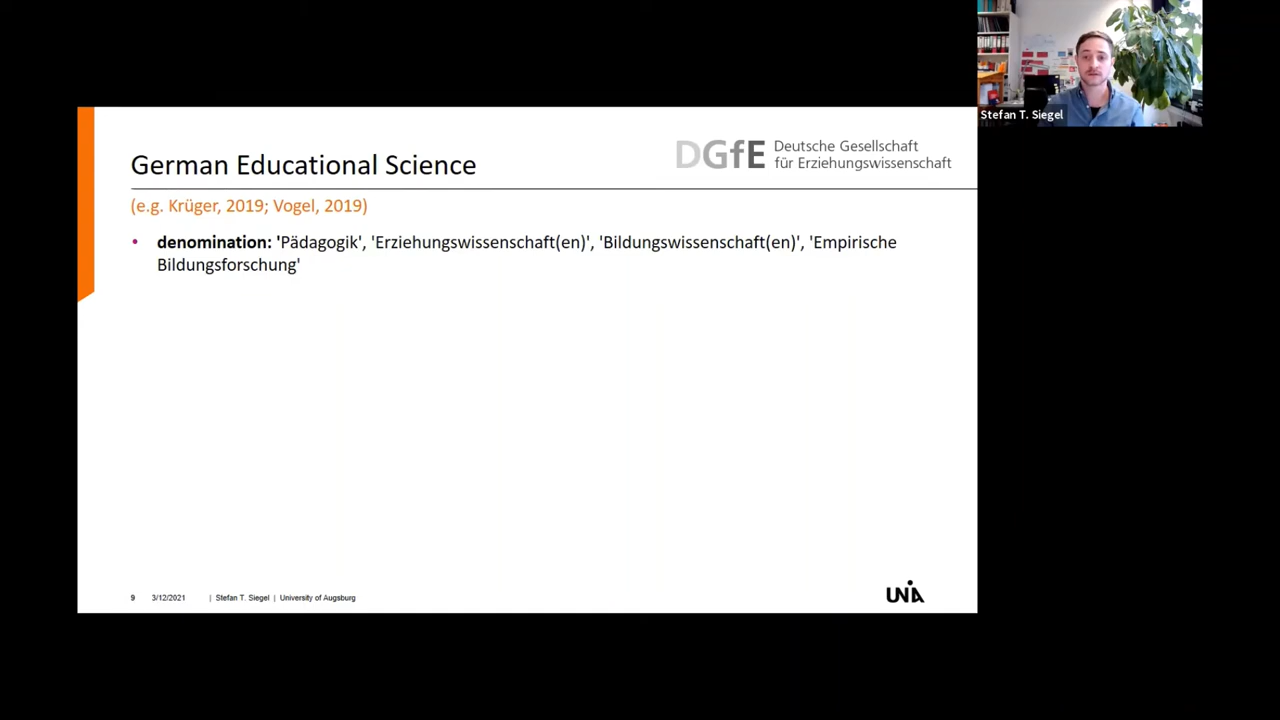 Stefan T. Siegel
German Educational Science
DGfE
Deutsche Gesellschaft
für Erziehungswissenschaft
(e.g. Krüger, 2019; Vogel, 2019)
• denomination: 'Pädagogik', 'Erziehungswissenschaft(en)', 'Bildungswissenschaft(en)', 'Empirische
Bildungsforschung'
9 3/12/2021 | Stefan T. Siegel | University of Augsburg
UNIA